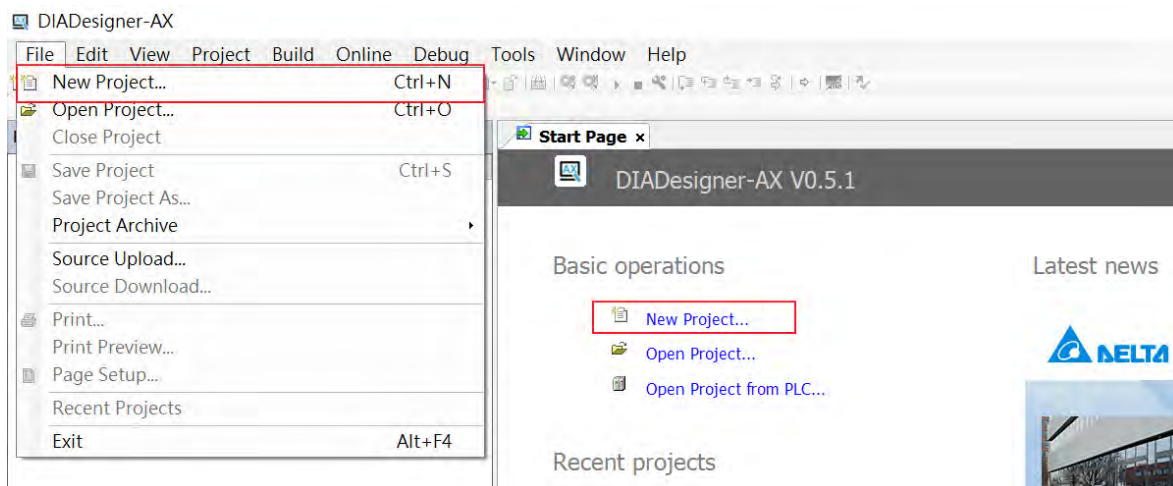 DIADesigner-AX
File Edit View Project Build Online Debug Tools Window Help
New Project... Ctrl+N
Open Project... Ctrl+O
Close Project
Save Project Ctrl+S
Save Project As...
Project Archive
Source Upload...
Source Download...
Print...
Print Preview...
Page Setup...
Recent Projects
Exit Alt+F4
Start Page ×
DIADesigner-AX V0.5.1
Basic operations
New Project...
Open Project...
Open Project from PLC...
Recent projects
Latest news
DELTA